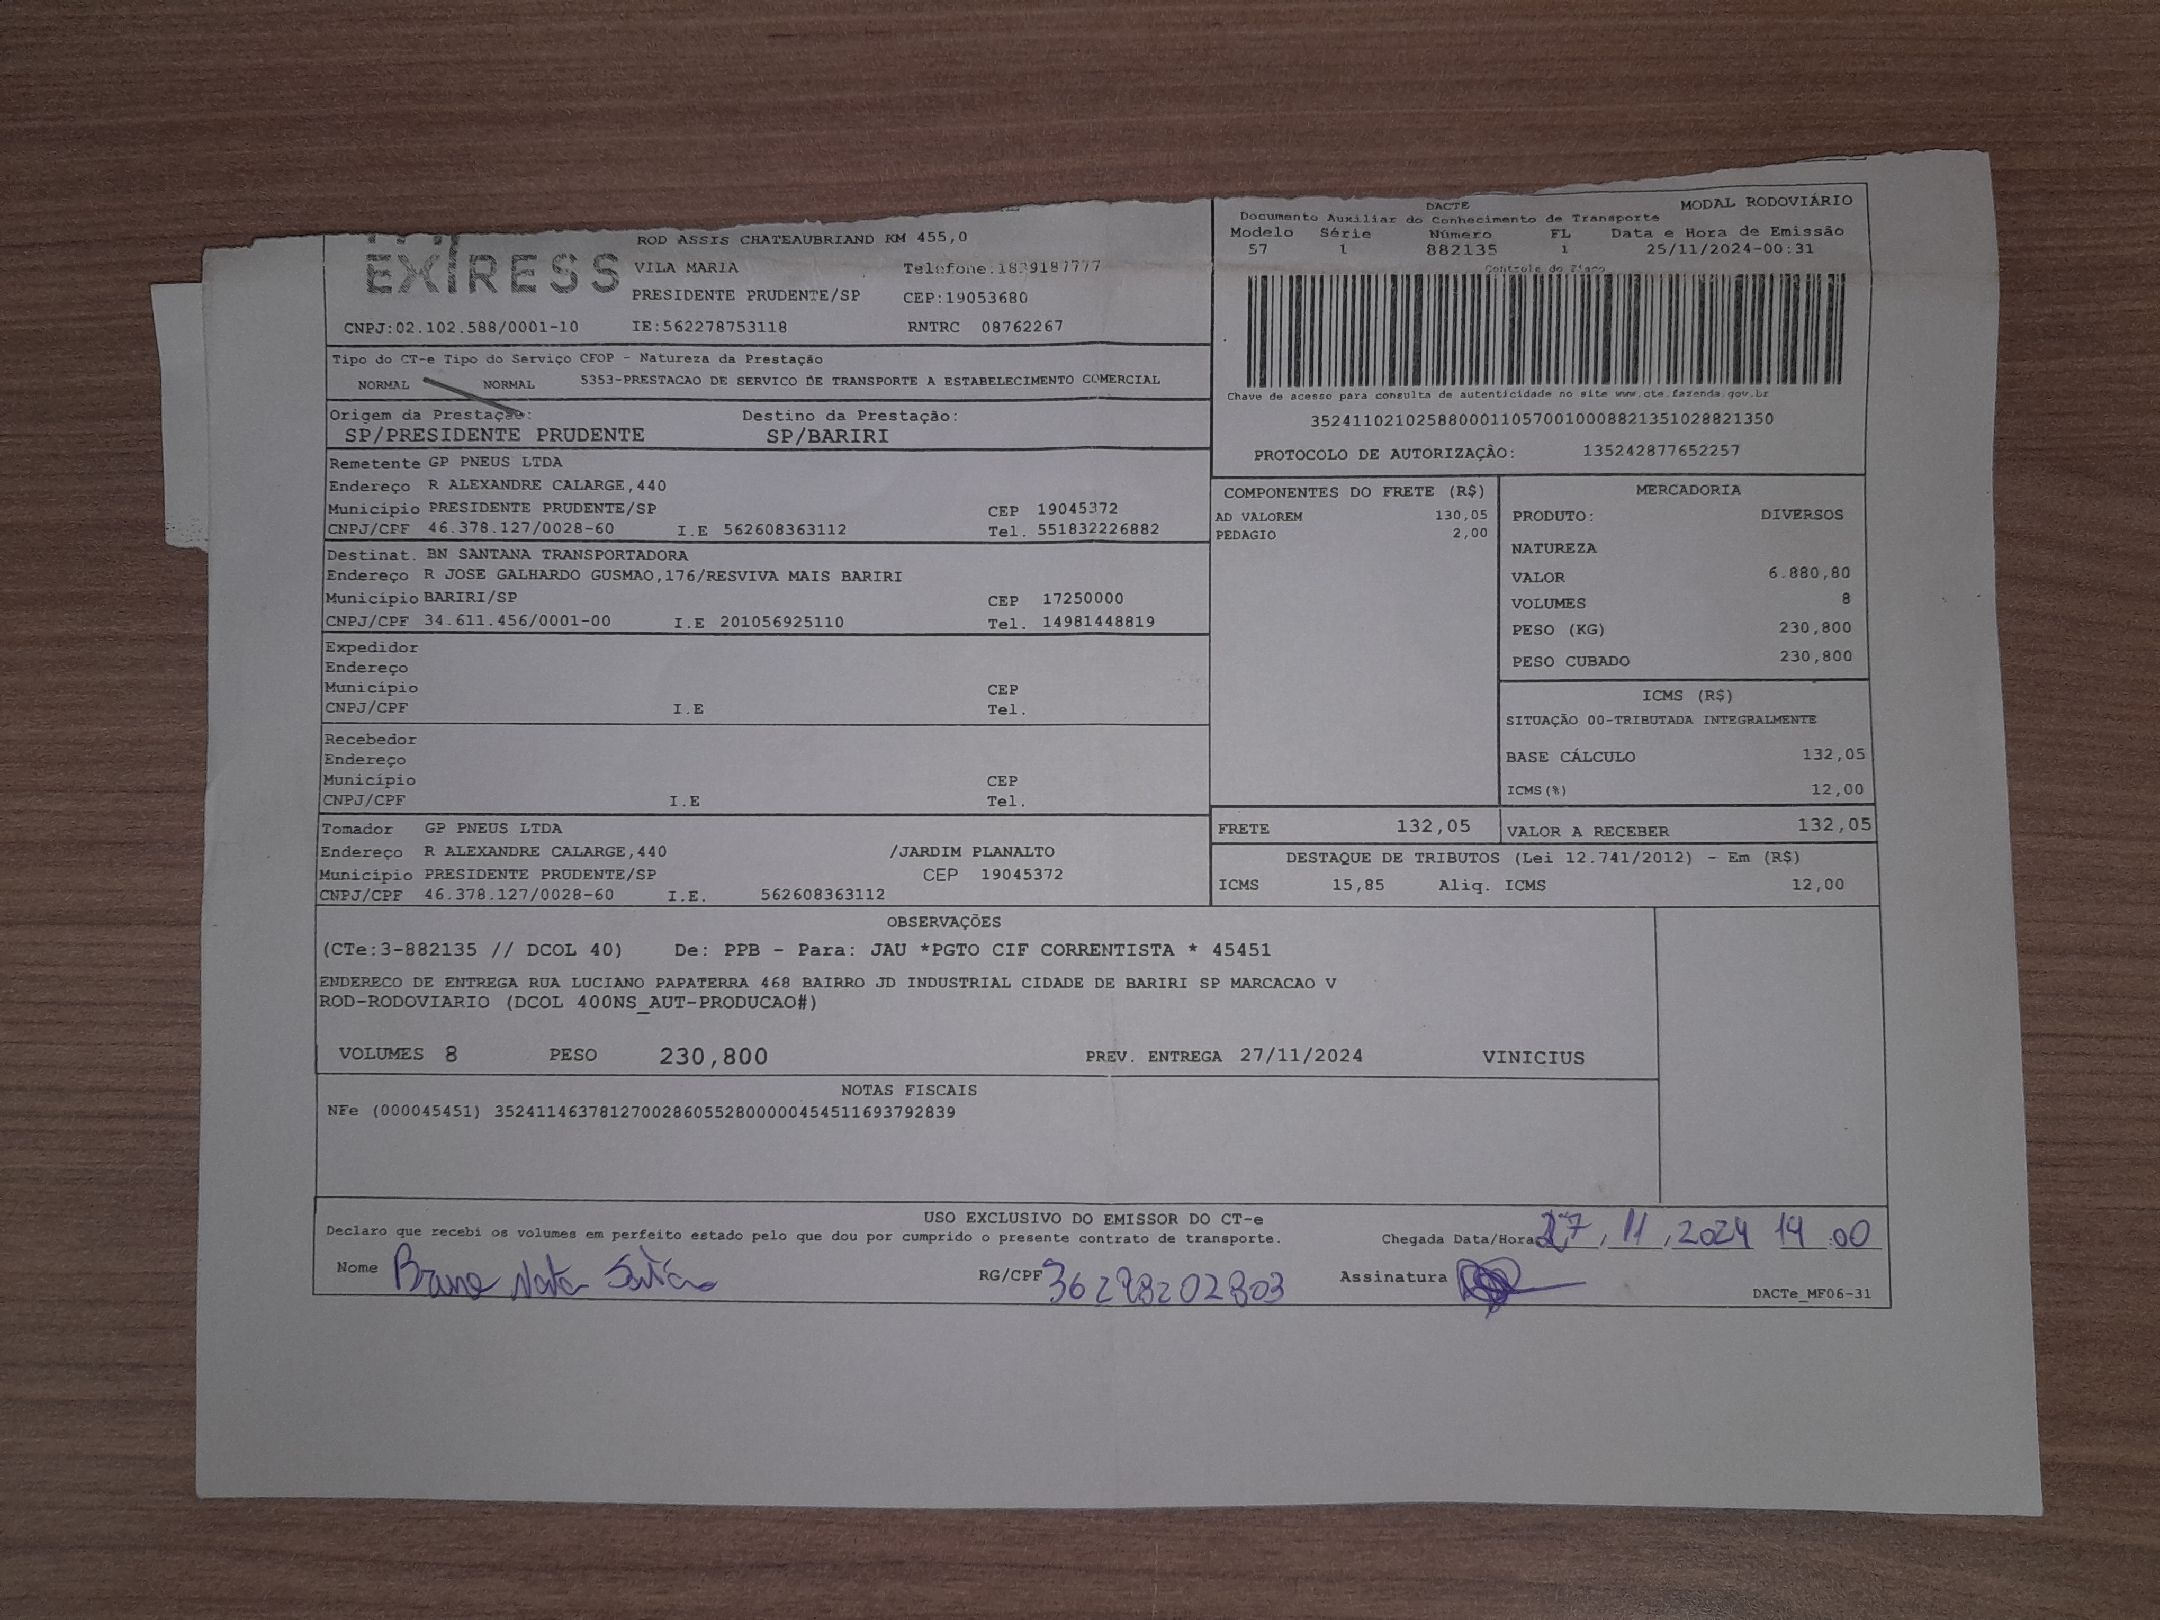 EXPRESS
ROD ASSIS CHATEAUBRIAND KM 455,0
VILA MARIA Telefone:1839187777
PRESIDENTE PRUDENTE/SP CEP:19053680
CNPJ:02.102.588/0001-10 IE:562278753118 RNTRC 08762267
DACTE MODAL RODOVIÁRIO
Documento Auxiliar do Conhecimento de Transporte
Modelo Série Número FL Data e Hora de Emissão
57 1 882135 1 25/11/2024-00:31
Controle do Fisco
Chave de acesso para consulta de autenticidade no site www.cte.fazenda.gov.br
35241102102588000110570010008821351028821350
PROTOCOLO DE AUTORIZAÇÃO: 135242877652257
Tipo do CT-e Tipo do Serviço CFOP - Natureza da Prestação
NORMAL NORMAL 5353-PRESTACAO DE SERVICO DE TRANSPORTE A ESTABELECIMENTO COMERCIAL
Origem da Prestação: Destino da Prestação:
SP/PRESIDENTE PRUDENTE SP/BARIRI
Remetente GP PNEUS LTDA
Endereço R ALEXANDRE CALARGE,440
Município PRESIDENTE PRUDENTE/SP CEP 19045372
CNPJ/CPF 46.378.127/0028-60 I.E 562608363112 Tel. 551832226882
Destinat. BN SANTANA TRANSPORTADORA
Endereço R JOSE GALHARDO GUSMAO,176/RESVIVA MAIS BARIRI
Município BARIRI/SP CEP 17250000
CNPJ/CPF 34.611.456/0001-00 I.E 201056925110 Tel. 14981448819
Expedidor
Endereço
Município CEP
CNPJ/CPF I.E Tel.
Recebedor
Endereço
Município CEP
CNPJ/CPF I.E Tel.
Tomador GP PNEUS LTDA
Endereço R ALEXANDRE CALARGE,440 /JARDIM PLANALTO
Município PRESIDENTE PRUDENTE/SP CEP 19045372
CNPJ/CPF 46.378.127/0028-60 I.E. 562608363112
COMPONENTES DO FRETE (R$)
AD VALOREM 130,05
PEDAGIO 2,00
MERCADORIA
PRODUTO: DIVERSOS
NATUREZA
VALOR 6.880,80
VOLUMES 8
PESO (KG) 230,800
PESO CUBADO 230,800
ICMS (R$)
SITUAÇÃO 00-TRIBUTADA INTEGRALMENTE
BASE CÁLCULO 132,05
ICMS(%) 12,00
FRETE 132,05 VALOR A RECEBER 132,05
DESTAQUE DE TRIBUTOS (Lei 12.741/2012) - Em (R$)
ICMS 15,85 Aliq. ICMS 12,00
OBSERVAÇÕES
(CTe:3-882135 // DCOL 40) De: PPB - Para: JAU *PGTO CIF CORRENTISTA * 45451
ENDERECO DE ENTREGA RUA LUCIANO PAPATERRA 468 BAIRRO JD INDUSTRIAL CIDADE DE BARIRI SP MARCACAO V
ROD-RODOVIARIO (DCOL 400NS_AUT-PRODUCAO#)
VOLUMES 8 PESO 230,800 PREV. ENTREGA 27/11/2024 VINICIUS
NOTAS FISCAIS
NFe (000045451) 35241146378127002860552800000454511693792839
USO EXCLUSIVO DO EMISSOR DO CT-e
Declaro que recebi os volumes em perfeito estado pelo que dou por cumprido o presente contrato de transporte. Chegada Data/Hora 27, 11, 2024 14 :00
Nome Bruno RG/CPF 36298202803 Assinatura
DACTe_MF06-31